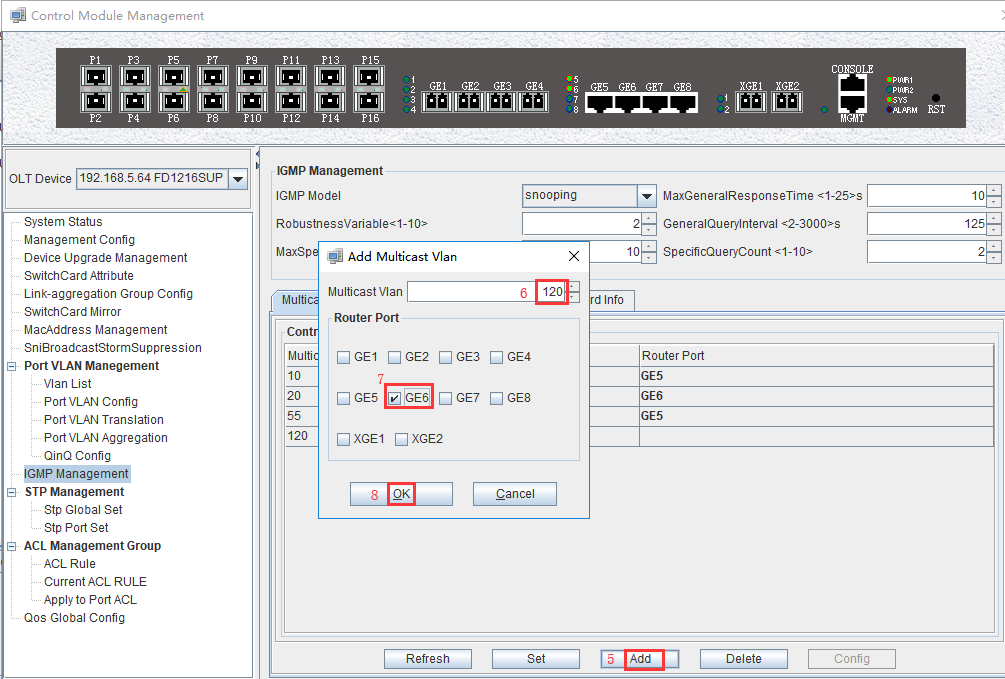 Control Module Management
P1 P3 P5 P7 P9 P11 P13 P15
P2 P4 P6 P8 P10 P12 P14 P16
1
2
3
4
GE1 GE2 GE3 GE4
5
6
7
8
GE5 GE6 GE7 GE8
1
2
XGE1 XGE2
CONSOLE
MGMT
PWR1
PWR2
SYS
ALARM
RST
OLT Device 192.168.5.64 FD1216SUP
System Status
Management Config
Device Upgrade Management
SwitchCard Attribute
Link-aggregation Group Config
SwitchCard Mirror
MacAddress Management
SniBroadcastStormSuppression
Port VLAN Management
Vlan List
Port VLAN Config
Port VLAN Translation
Port VLAN Aggregation
QinQ Config
IGMP Management
STP Management
Stp Global Set
Stp Port Set
ACL Management Group
ACL Rule
Current ACL RULE
Apply to Port ACL
Qos Global Config
IGMP Management
IGMP Model snooping MaxGeneralResponseTime <1-25>s 10
RobustnessVariable<1-10> 2 GeneralQueryInterval <2-3000>s 125
MaxSpe 10 SpecificQueryCount <1-10> 2
Multica rd Info
Contr
Multic Router Port
10 GE5
20 GE6
55 GE5
120
Add Multicast Vlan
Multicast Vlan 6 120
Router Port
GE1 GE2 GE3 GE4
7
GE5 GE6 GE7 GE8
XGE1 XGE2
8 OK Cancel
Refresh Set 5 Add Delete Config